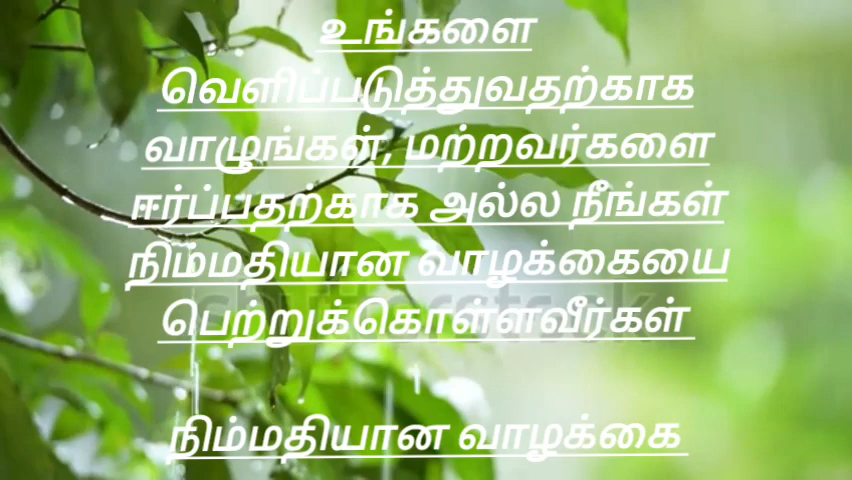 உங்களை
வெளிப்படுத்துவதற்காக
வாழுங்கள், மற்றவர்களை
ஈர்ப்பதற்காக அல்ல நீங்கள்
நிம்மதியான வாழக்கையை
பெற்றுக்கொள்ளவீர்கள்
நிம்மதியான வாழக்கை